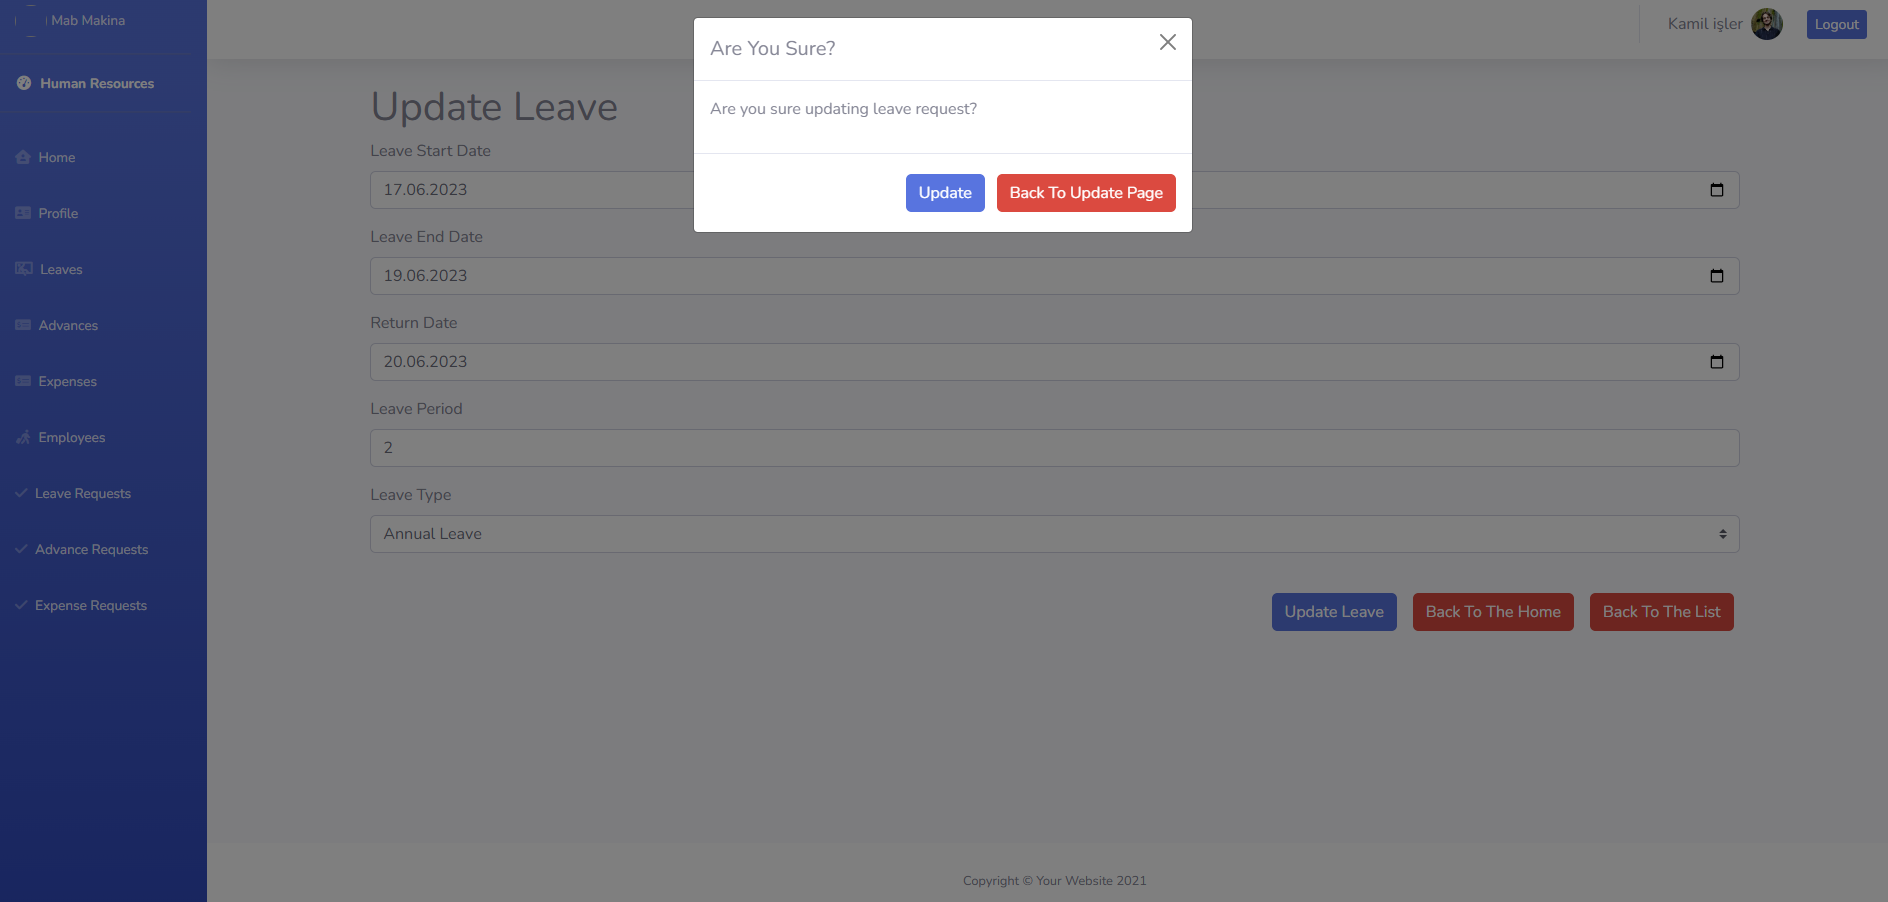 Mab Makina
Human Resources
Home
Profile
Leaves
Advances
Expenses
Employees
Leave Requests
Advance Requests
Expense Requests
Kamil işler
Logout
Are You Sure?
Are you sure updating leave request?
Update
Back To Update Page
Update Leave
Leave Start Date
17.06.2023
Leave End Date
19.06.2023
Return Date
20.06.2023
Leave Period
2
Leave Type
Annual Leave
Update Leave
Back To The Home
Back To The List
Copyright © Your Website 2021